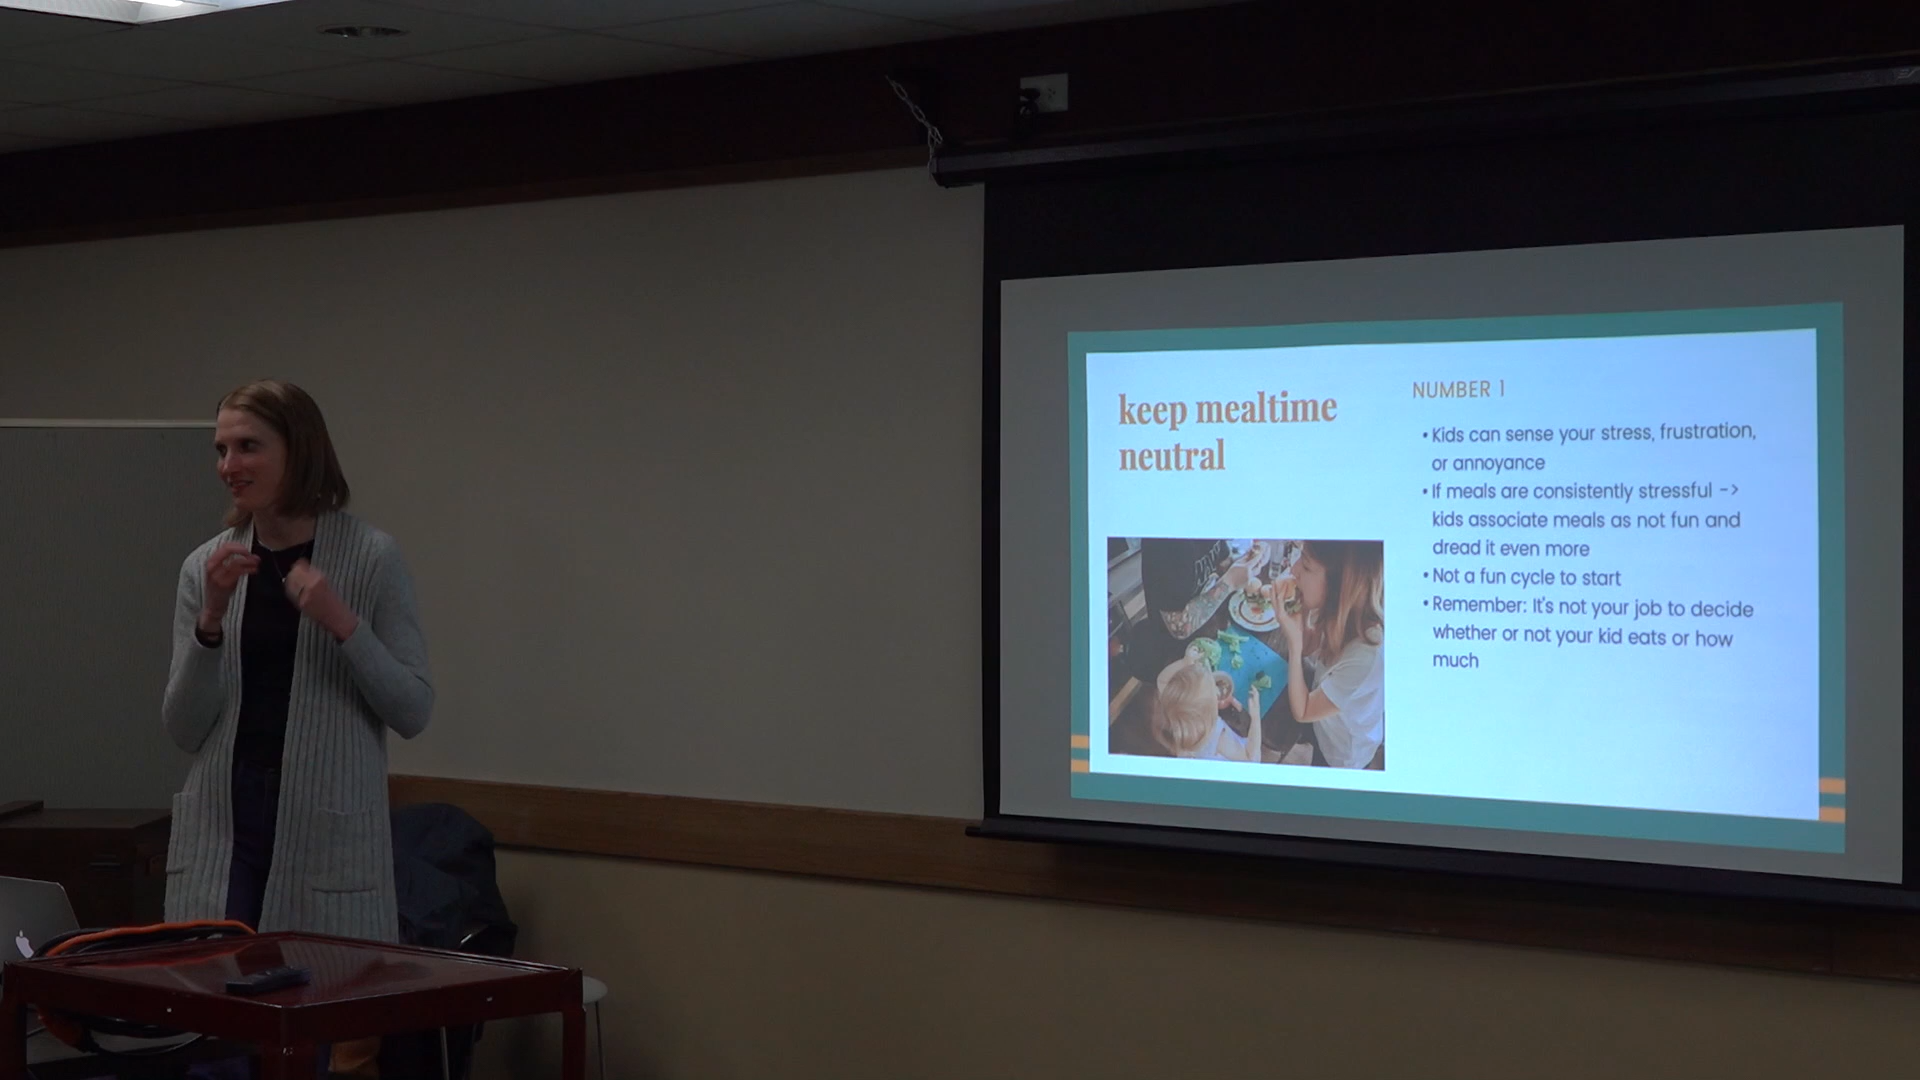 keep mealtime
neutral
NUMBER 1
• Kids can sense your stress, frustration,
or annoyance
• If meals are consistently stressful ->
kids associate meals as not fun and
dread it even more
• Not a fun cycle to start
• Remember: It's not your job to decide
whether or not your kid eats or how
much